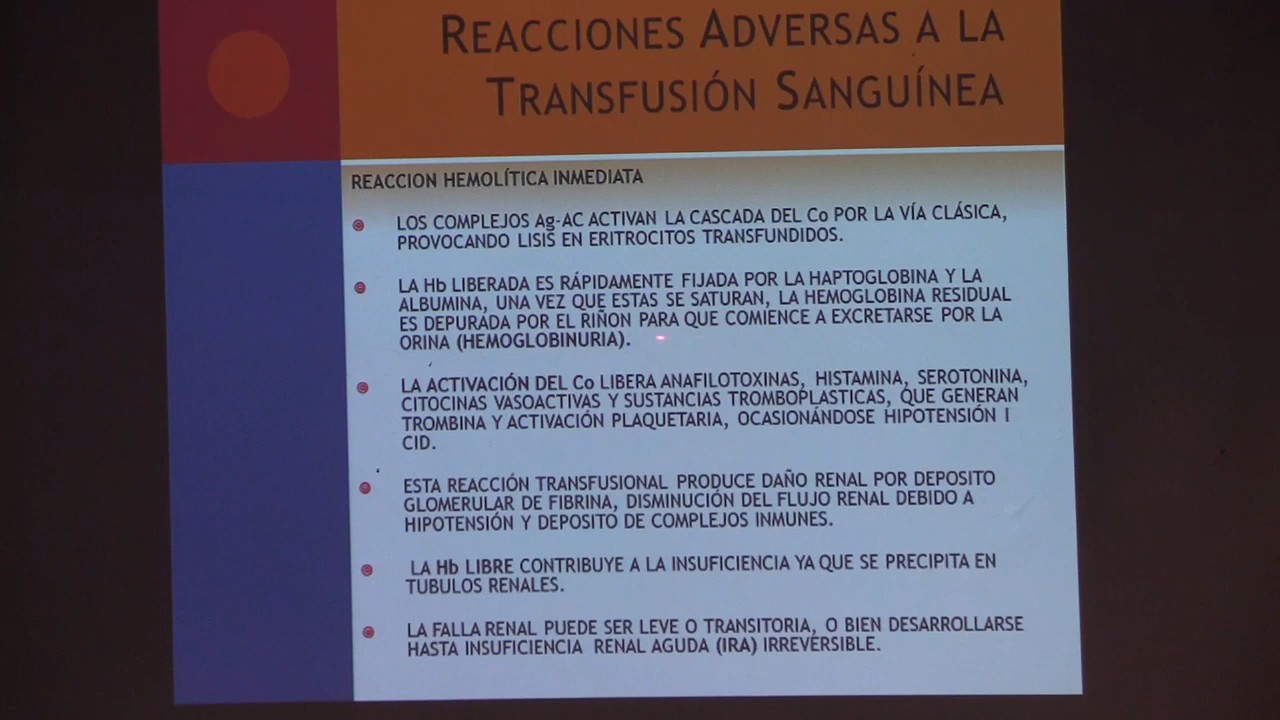 REACCIONES ADVERSAS A LA
TRANSFUSIÓN SANGUÍNEA
REACCION HEMOLÍTICA INMEDIATA
LOS COMPLEJOS Ag-AC ACTIVAN LA CASCADA DEL Co POR LA VÍA CLÁSICA,
PROVOCANDO LISIS EN ERITROCITOS TRANSFUNDIDOS.
LA Hb LIBERADA ES RÁPIDAMENTE FIJADA POR LA HAPTOGLOBINA Y LA
ALBUMINA, UNA VEZ QUE ESTAS SE SATURAN, LA HEMOGLOBINA RESIDUAL
ES DEPURADA POR EL RIÑON PARA QUE COMIENCE A EXCRETARSE POR LA
ORINA (HEMOGLOBINURIA).
LA ACTIVACIÓN DEL Co LIBERA ANAFILOTOXINAS, HISTAMINA, SEROTONINA,
CITOCINAS VASOACTIVAS Y SUSTANCIAS TROMBOPLASTICAS, QUE GENERAN
TROMBINA Y ACTIVACIÓN PLAQUETARIA, OCASIONÁNDOSE HIPOTENSIÓN I
CID.
ESTA REACCIÓN TRANSFUSIONAL PRODUCE DAÑO RENAL POR DEPOSITO
GLOMERULAR DE FIBRINA, DISMINUCIÓN DEL FLUJO RENAL DEBIDO A
HIPOTENSIÓN Y DEPOSITO DE COMPLEJOS INMUNES.
LA Hb LIBRE CONTRIBUYE A LA INSUFICIENCIA YA QUE SE PRECIPITA EN
TUBULOS RENALES.
LA FALLA RENAL PUEDE SER LEVE O TRANSITORIA, O BIEN DESARROLLARSE
HASTA INSUFICIENCIA RENAL AGUDA (IRA) IRREVERSIBLE.